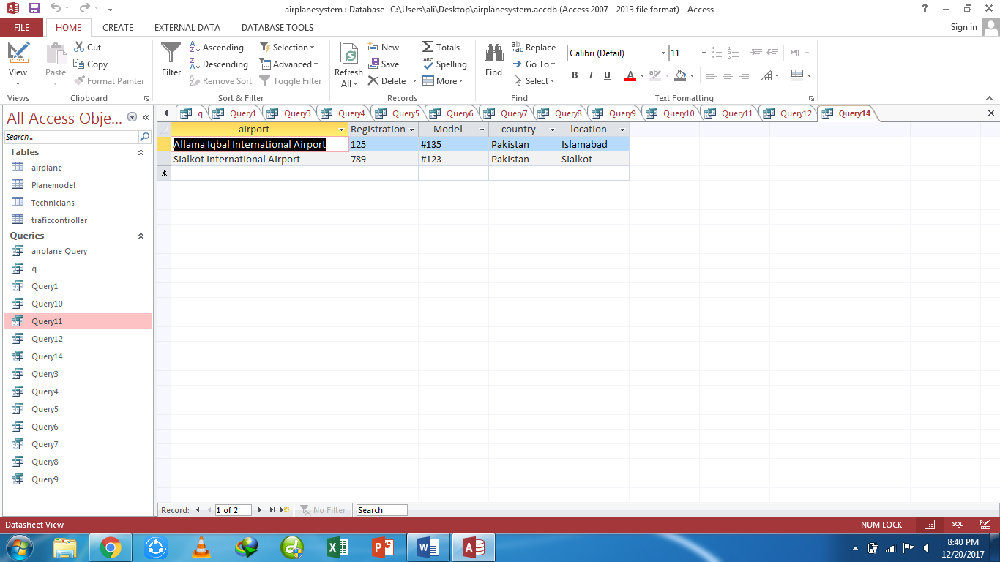 airplanesystem : Database- C:\Users\ali\Desktop\airplanesystem.accdb (Access 2007 - 2013 file format) - Access
FILE HOME CREATE EXTERNAL DATA DATABASE TOOLS Sign in
View
Views
Paste
Cut
Copy
Format Painter
Clipboard
Filter
Ascending
Descending
Remove Sort
Selection
Advanced
Toggle Filter
Sort & Filter
Refresh
All
New
Save
Delete
Totals
Spelling
More
Records
Find
Replace
Go To
Select
Find
Calibri (Detail) 11
B I U A
Text Formatting
All Access Obje...
Search...
Tables
airplane
Planemodel
Technicians
traficcontroller
Queries
airplane Query
q
Query1
Query10
Query11
Query12
Query14
Query3
Query4
Query5
Query6
Query7
Query8
Query9
q Query1 Query3 Query4 Query5 Query6 Query7 Query8 Query9 Query10 Query11 Query12 Query14
airport Registration Model country location
Allama Iqbal International Airport 125 #135 Pakistan Islamabad
Sialkot International Airport 789 #123 Pakistan Sialkot
Record: 1 of 2 No Filter Search
Datasheet View NUM LOCK SQL
8:40 PM
12/20/2017